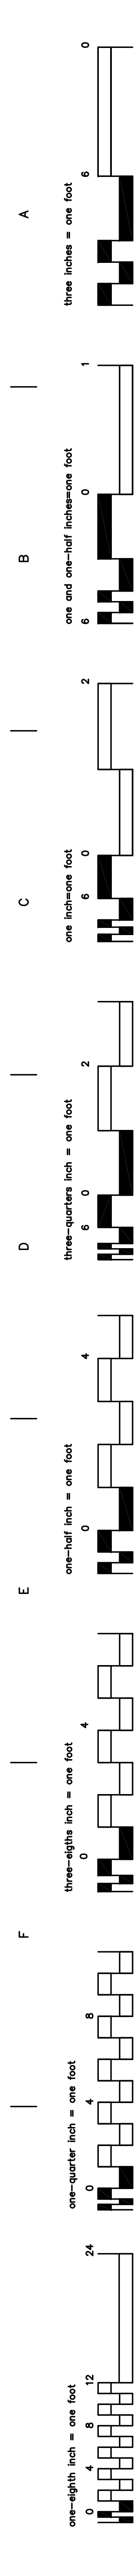 F E D C B A
one-eighth inch = one foot
0 4 8 12 24
one-quarter inch = one foot
0 4 8
three-eigths inch = one foot
0 4
one-half inch = one foot
0 4
three-quarters inch = one foot
6 0 2
one inch=one foot
6 0 2
one and one-half inches=one foot
6 0 1
three inches = one foot
6 0